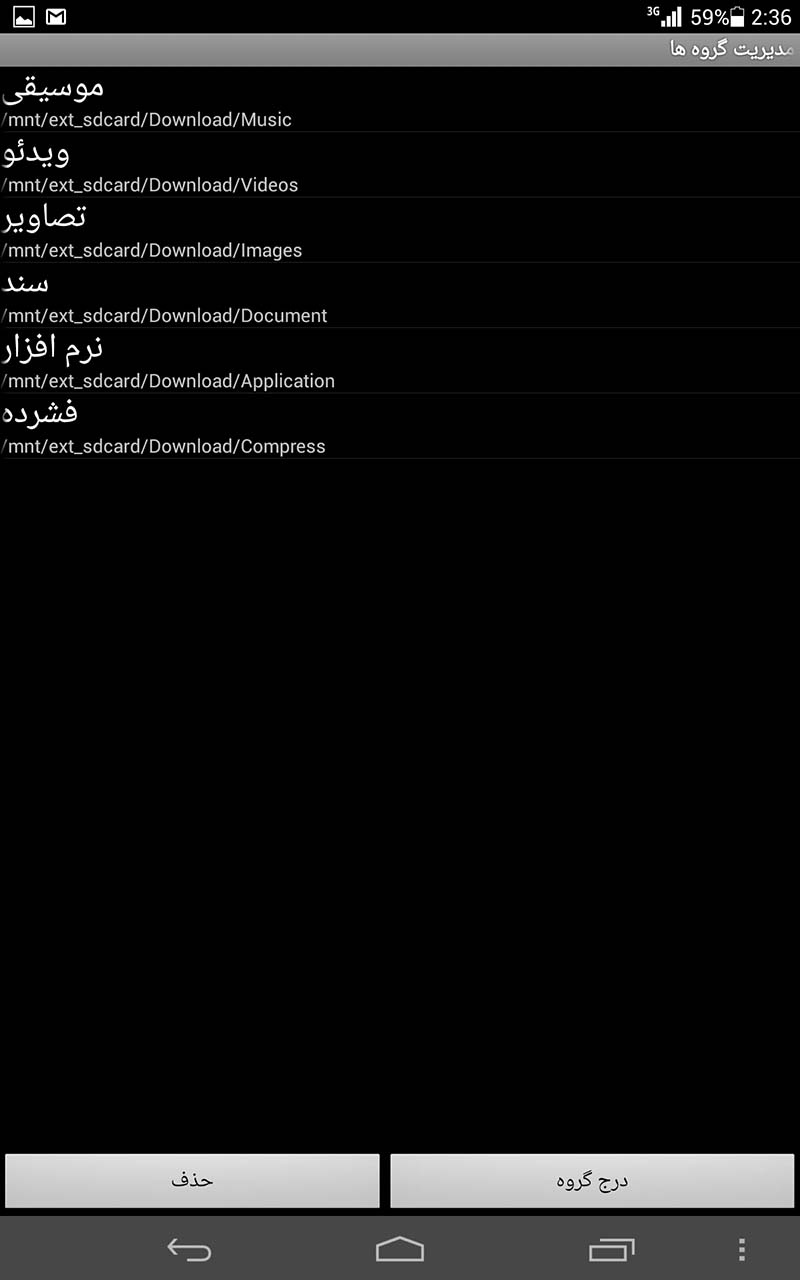 3G 59% 2:36
مدیریت گروه ها
موسیقی
/mnt/ext_sdcard/Download/Music
ویدئو
/mnt/ext_sdcard/Download/Videos
تصاویر
/mnt/ext_sdcard/Download/Images
سند
/mnt/ext_sdcard/Download/Document
نرم افزار
/mnt/ext_sdcard/Download/Application
فشرده
/mnt/ext_sdcard/Download/Compress
درج گروه
حذف